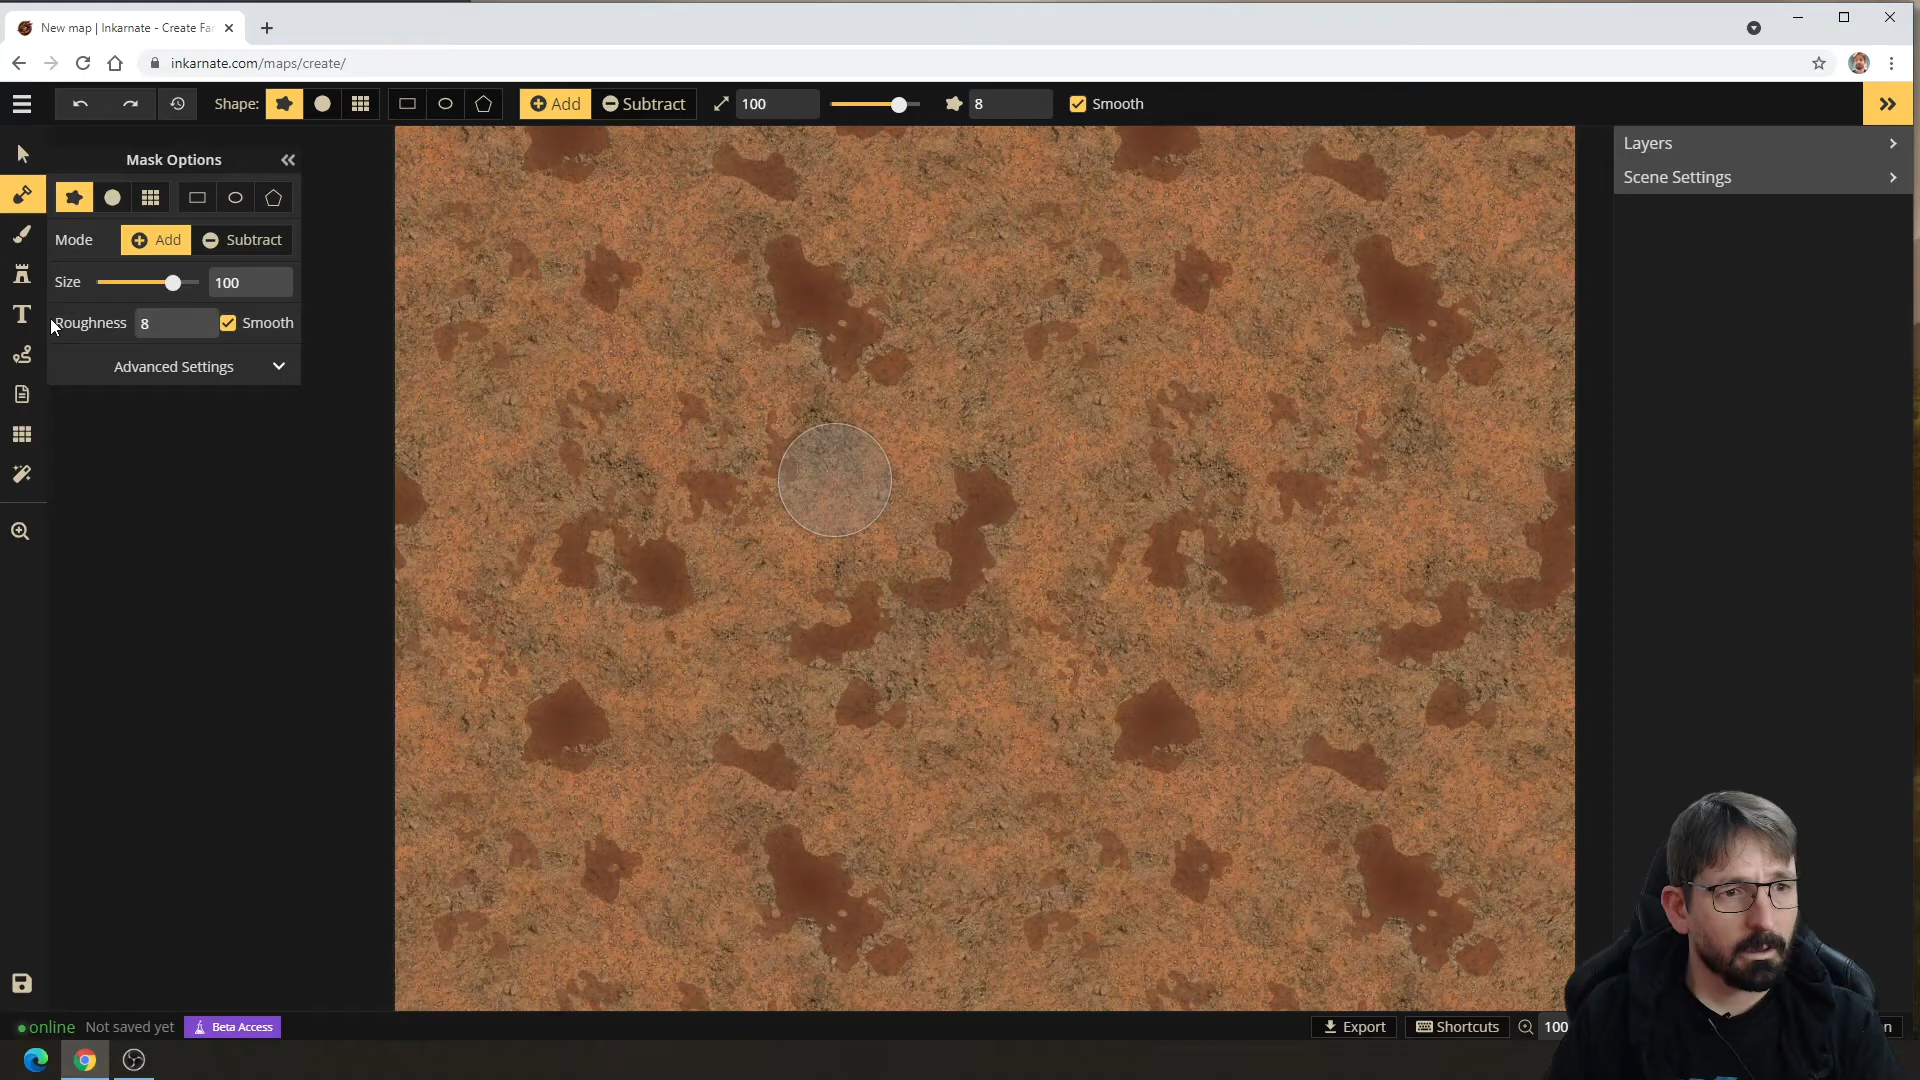 New map | Inkarnate - Create Fa
inkarnate.com/maps/create/
Shape: Add Subtract 100 8 Smooth
Mask Options
Mode Add Subtract
Size 100
Roughness 8 Smooth
Advanced Settings
T
Layers
Scene Settings
online Not saved yet Beta Access
Export Shortcuts 100